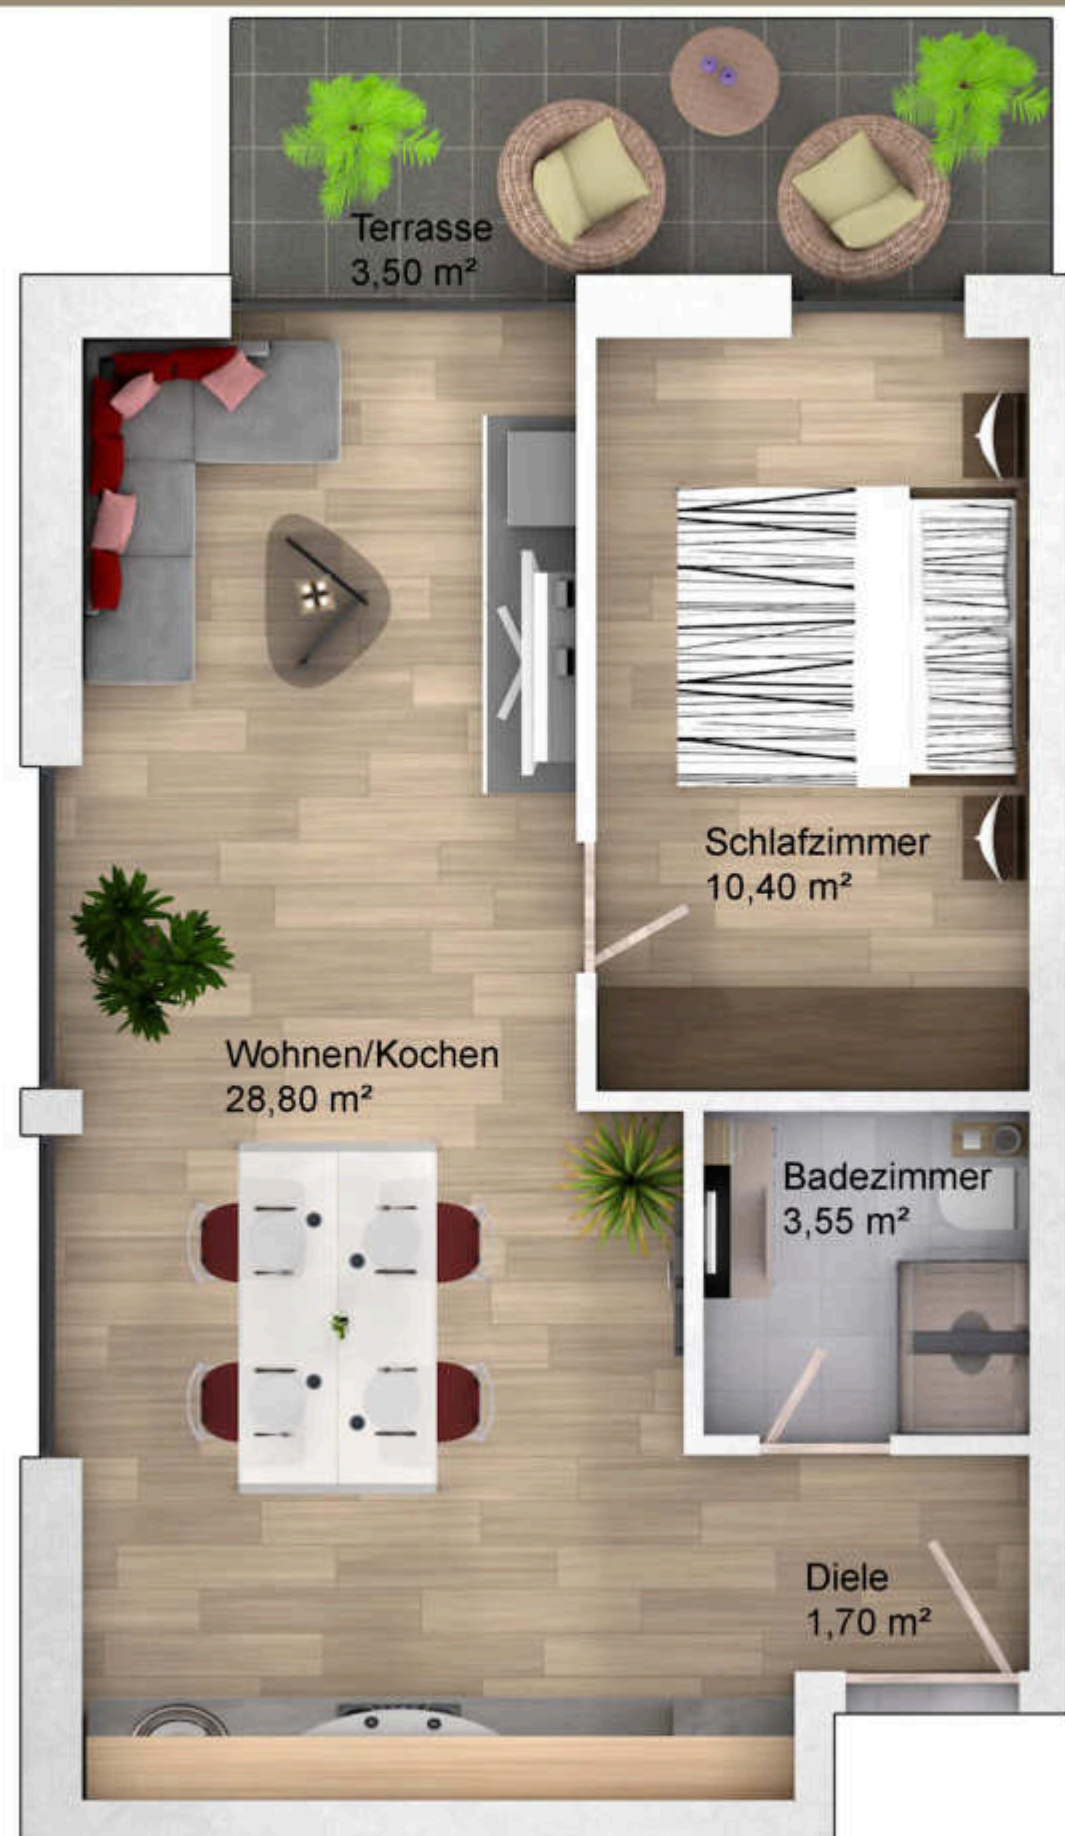 Terrasse
3,50 m²
Schlafzimmer
10,40 m²
Wohnen/Kochen
28,80 m²
Badezimmer
3,55 m²
Diele
1,70 m²